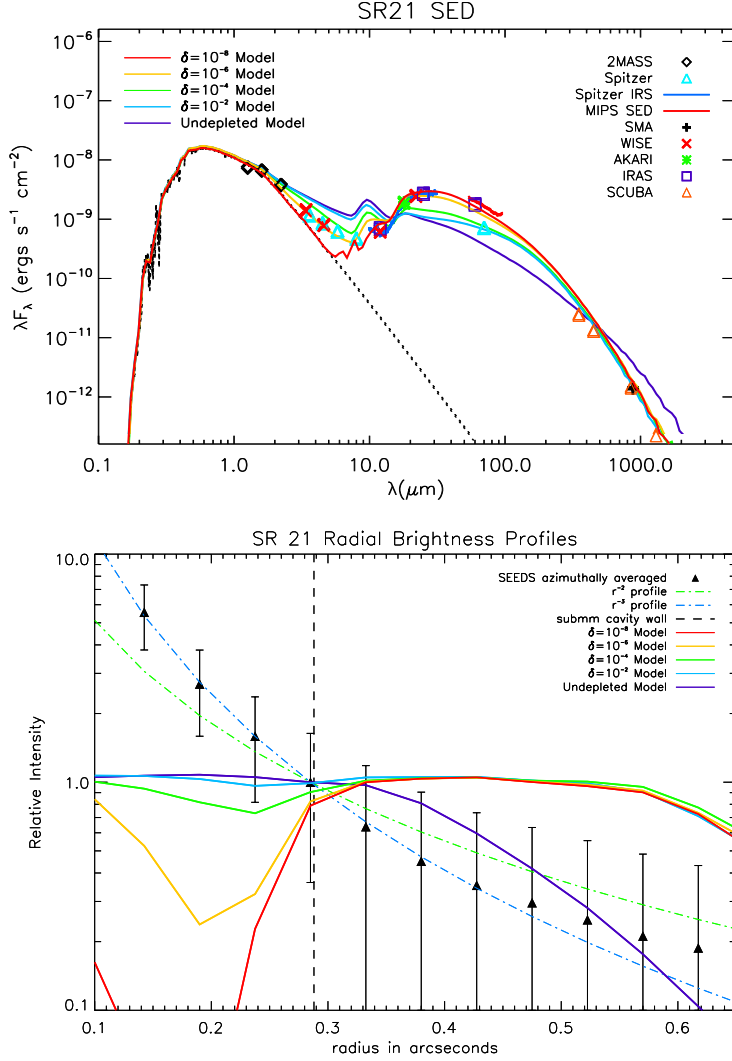 SR21 SED
δ=10⁻⁸ Model
δ=10⁻⁶ Model
δ=10⁻⁴ Model
δ=10⁻² Model
Undepleted Model
2MASS
Spitzer
Spitzer IRS
MIPS SED
SMA
WISE
AKARI
IRAS
SCUBA
λFλ (ergs s⁻¹ cm⁻²)
10⁻⁶
10⁻⁷
10⁻⁸
10⁻⁹
10⁻¹⁰
10⁻¹¹
10⁻¹²
0.1 1.0 10.0 100.0 1000.0
λ(μm)
SR 21 Radial Brightness Profiles
SEEDS azimuthally averaged
r⁻² profile
r⁻³ profile
submm cavity wall
δ=10⁻⁸ Model
δ=10⁻⁶ Model
δ=10⁻⁴ Model
δ=10⁻² Model
Undepleted Model
Relative Intensity
10.0
1.0
0.1
0.1 0.2 0.3 0.4 0.5 0.6
radius in arcseconds